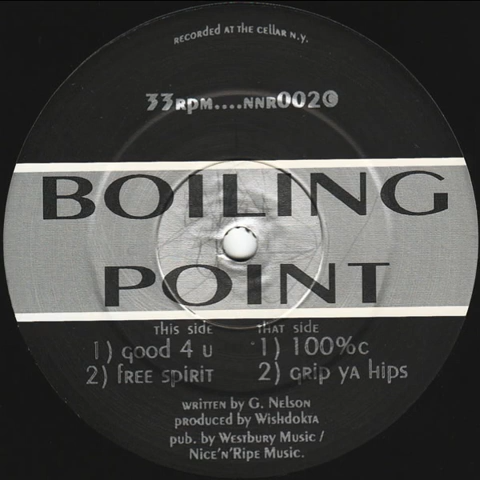 RECORDED AT THE CELLAR N.Y.
33RPM....NNR002©
BOILING
POINT
THIS SIDE
1) GOOD 4 U
2) FREE SPIRIT
THAT SIDE
1) 100%C
2) GRIP YA HIPS
WRITTEN BY G. NELSON
PRODUCED BY WISHDOKTA
PUB. BY WESTBURY MUSIC /
NICE'N'RIPE MUSIC.